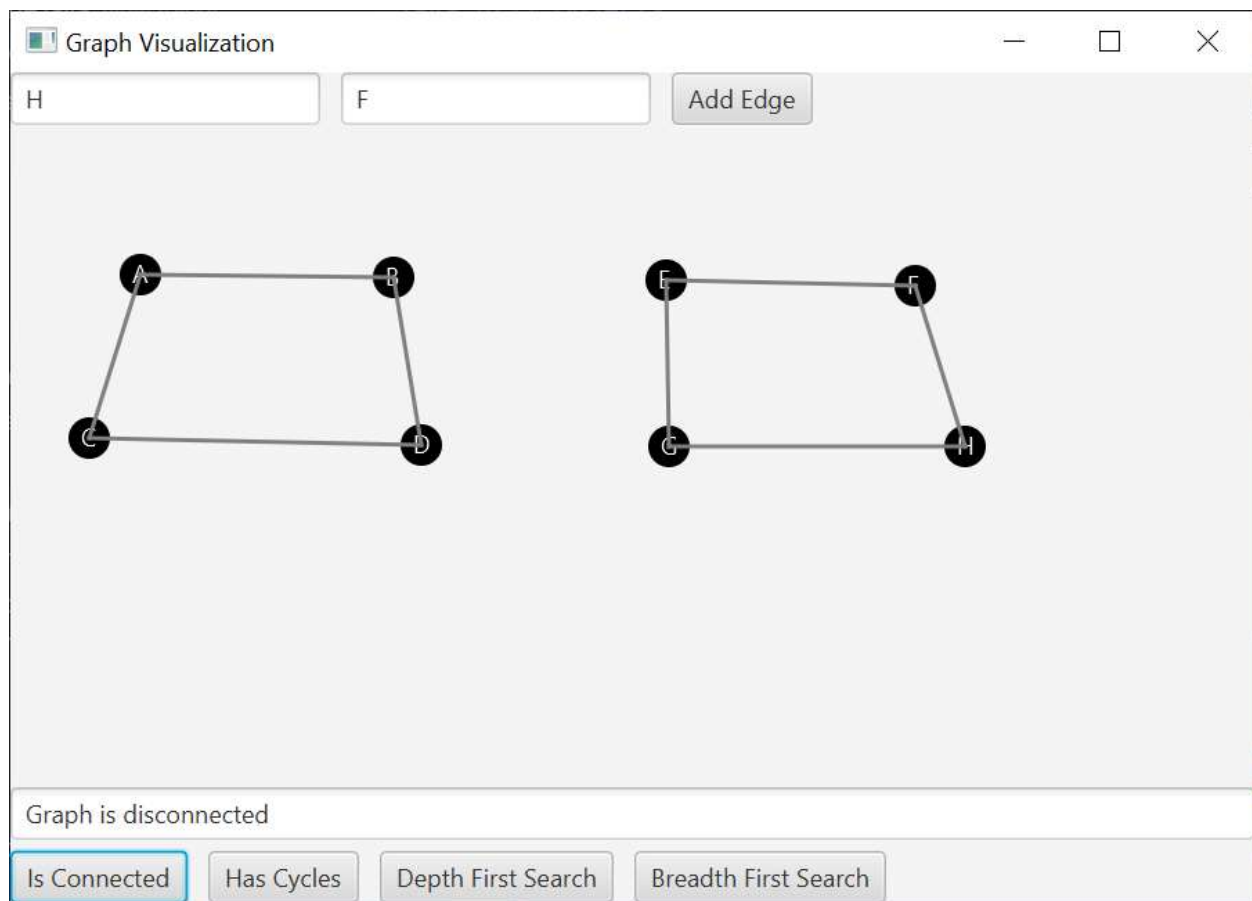 Graph Visualization
H F Add Edge
A B E F
C D G H
Graph is disconnected
Is Connected Has Cycles Depth First Search Breadth First Search